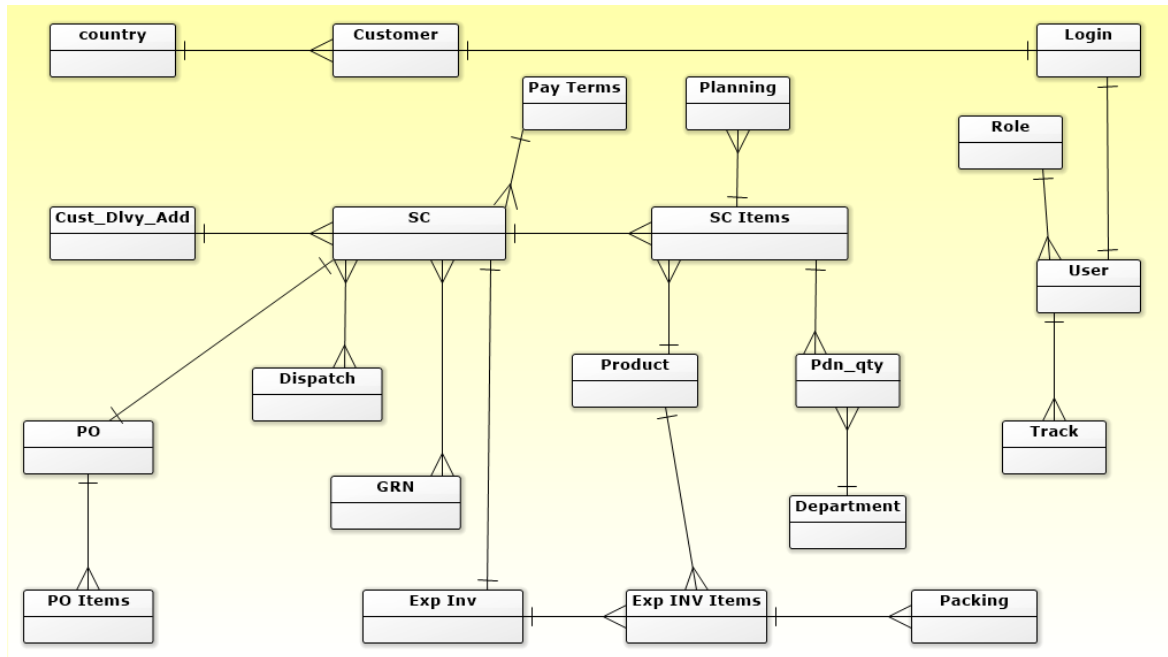 country
Customer
Login
Pay Terms
Planning
Role
Cust_Dlvy_Add
SC
SC Items
User
Product
Pdn_qty
Dispatch
PO
Track
GRN
Department
PO Items
Exp Inv
Exp INV Items
Packing